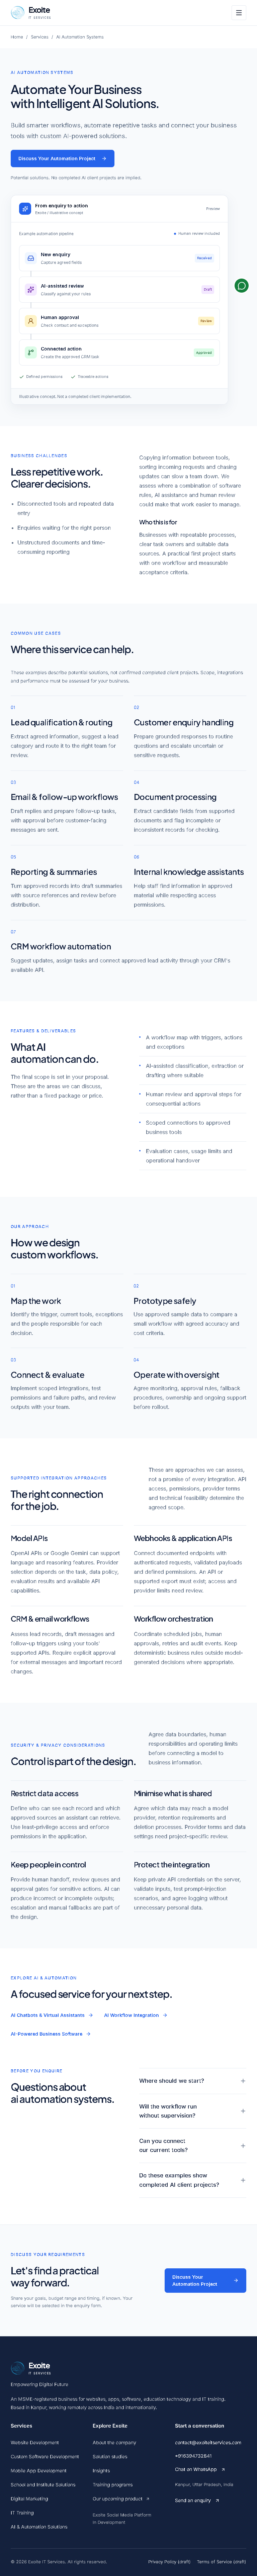 Exoite
IT SERVICES
Home / Services / AI Automation Systems
AI AUTOMATION SYSTEMS
Automate Your Business
with Intelligent AI Solutions.
Build smarter workflows, automate repetitive tasks and connect your business
tools with custom AI-powered solutions.
Discuss Your Automation Project →
Potential solutions. No completed AI client projects are implied.
From enquiry to action
Exoite / illustrative concept
Preview
Example automation pipeline
Human review included
New enquiry
Capture agreed fields
Received
AI-assisted review
Classify against your rules
Draft
Human approval
Check context and exceptions
Review
Connected action
Create the approved CRM task
Approved
Defined permissions
Traceable actions
Illustrative concept. Not a completed client implementation.
BUSINESS CHALLENGES
Less repetitive work.
Clearer decisions.
• Disconnected tools and repeated data
entry
• Enquiries waiting for the right person
• Unstructured documents and time-
consuming reporting
Copying information between tools,
sorting incoming requests and chasing
updates can slow a team down. We
assess where a combination of software
rules, AI assistance and human review
could make that work easier to manage.
Who this is for
Businesses with repeatable processes,
clear task owners and suitable data
sources. A practical first project starts
with one workflow and measurable
acceptance criteria.
COMMON USE CASES
Where this service can help.
These examples describe potential solutions, not confirmed completed client projects. Scope, integrations
and performance must be assessed for your business.
01
Lead qualification & routing
Extract agreed information, suggest a lead
category and route it to the right team for
review.
02
Customer enquiry handling
Prepare grounded responses to routine
questions and escalate uncertain or
sensitive requests.
03
Email & follow-up workflows
Draft replies and prepare follow-up tasks,
with approval before customer-facing
messages are sent.
04
Document processing
Extract candidate fields from supported
documents and flag incomplete or
inconsistent records for checking.
05
Reporting & summaries
Turn approved records into draft summaries
with source references and review before
distribution.
06
Internal knowledge assistants
Help staff find information in approved
material while respecting access
permissions.
07
CRM workflow automation
Suggest updates, assign tasks and connect approved lead activity through your CRM's
available API.
FEATURES & DELIVERABLES
What AI
automation can do.
The final scope is set in your proposal.
These are the areas we can discuss,
rather than a fixed package or price.
• A workflow map with triggers, actions
and exceptions
• AI-assisted classification, extraction or
drafting where suitable
• Human review and approval steps for
consequential actions
• Scoped connections to approved
business tools
• Evaluation cases, usage limits and
operational handover
OUR APPROACH
How we design
custom workflows.
01
Map the work
Identify the trigger, current tools, exceptions
and the people responsible for each
decision.
02
Prototype safely
Use approved sample data to compare a
small workflow with agreed accuracy and
cost criteria.
03
Connect & evaluate
Implement scoped integrations, test
permissions and failure paths, and review
outputs with your team.
04
Operate with oversight
Agree monitoring, approval rules, fallback
procedures, ownership and ongoing support
before rollout.
SUPPORTED INTEGRATION APPROACHES
The right connection
for the job.
These are approaches we can assess,
not a promise of every integration. API
access, permissions, provider terms
and technical feasibility determine the
agreed scope.
Model APIs
OpenAI APIs or Google Gemini can support
language and reasoning features. Provider
selection depends on the task, data policy,
evaluation results and available API
capabilities.
Webhooks & application APIs
Connect documented endpoints with
authenticated requests, validated payloads
and defined permissions. An API or
supported export must exist; access and
provider limits need review.
CRM & email workflows
Assess lead records, draft messages and
follow-up triggers using your tools'
supported APIs. Require explicit approval
for external messages and important record
changes.
Workflow orchestration
Coordinate scheduled jobs, human
approvals, retries and audit events. Keep
deterministic business rules outside model-
generated decisions where appropriate.
SECURITY & PRIVACY CONSIDERATIONS
Control is part of the design.
Agree data boundaries, human
responsibilities and operating limits
before connecting a model to
business information.
Restrict data access
Define who can see each record and which
approved sources an assistant can retrieve.
Use least-privilege access and enforce
permissions in the application.
Minimise what is shared
Agree which data may reach a model
provider, retention requirements and
deletion processes. Provider terms and data
settings need project-specific review.
Keep people in control
Provide human handoff, review queues and
approval gates for sensitive actions. AI can
produce incorrect or incomplete outputs;
escalation and manual fallbacks are part of
the design.
Protect the integration
Keep private API credentials on the server,
validate inputs, test prompt-injection
scenarios, and agree logging without
unnecessary personal data.
EXPLORE AI & AUTOMATION
A focused service for your next step.
AI Chatbots & Virtual Assistants →
AI Workflow Integration →
AI-Powered Business Software →
BEFORE YOU ENQUIRE
Questions about
ai automation systems.
Where should we start? +
Will the workflow run
without supervision? +
Can you connect
our current tools? +
Do these examples show
completed AI client projects? +
DISCUSS YOUR REQUIREMENTS
Let's find a practical
way forward.
Share your goals, budget range and timing, if known. Your
service will be selected in the enquiry form.
Discuss Your
Automation Project →
Exoite
IT SERVICES
Empowering Digital Future
An MSME-registered business for websites, apps, software, education technology and IT training.
Based in Kanpur, working remotely across India and internationally.
Services
Website Development
Custom Software Development
Mobile App Development
School and Institute Solutions
Digital Marketing
IT Training
AI & Automation Solutions
Explore Exoite
About the company
Solution studies
Insights
Training programs
Our upcoming product ↗
Exoite Social Media Platform
in Development
Start a conversation
contact@exoiteitservices.com
+916394732841
Chat on WhatsApp ↗
Kanpur, Uttar Pradesh, India
Send an enquiry ↗
© 2026 Exoite IT Services. All rights reserved.
Privacy Policy (draft)
Terms of Service (draft)